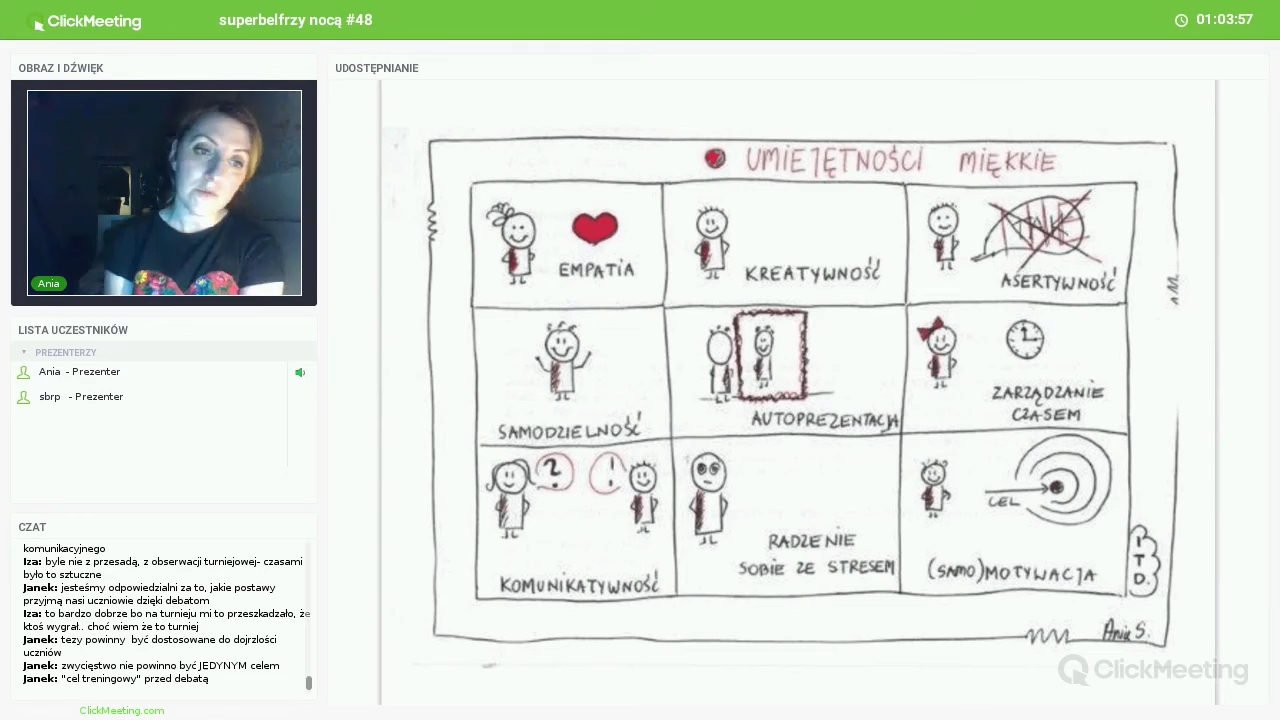 ClickMeeting
superbelfrzy nocą #48
01:03:57
OBRAZ I DŹWIĘK
Ania
LISTA UCZESTNIKÓW
PREZENTERZY
Ania - Prezenter
sbrp - Prezenter
CZAT
komunikacyjnego
Iza: byle nie z przesadą, z obserwacji turniejowej- czasami
było to sztuczne
Janek: jesteśmy odpowiedzialni za to, jakie postawy
przyjmą nasi uczniowie dzięki debatom
Iza: to bardzo dobrze bo na turnieju mi to przeszkadzało, że
ktoś wygrał.. choć wiem że to turniej
Janek: tezy powinny być dostosowane do dojrzlości
uczniów
Janek: zwycięstwo nie powinno być JEDYNYM celem
Janek: "cel treningowy" przed debatą
ClickMeeting.com
UDOSTĘPNIANIE
UMIEJĘTNOŚCI MIĘKKIE
EMPATIA
KREATYWNOŚĆ
NIE
ASERTYWNOŚĆ
SAMODZIELNOŚĆ
AUTOPREZENTACJA
ZARZĄDZANIE
CZASEM
?
!
KOMUNIKATYWNOŚĆ
RADZENIE
SOBIE ZE STRESEM
CEL
(SAMO)MOTYWACJA
ITD.
Ania S.
ClickMeeting